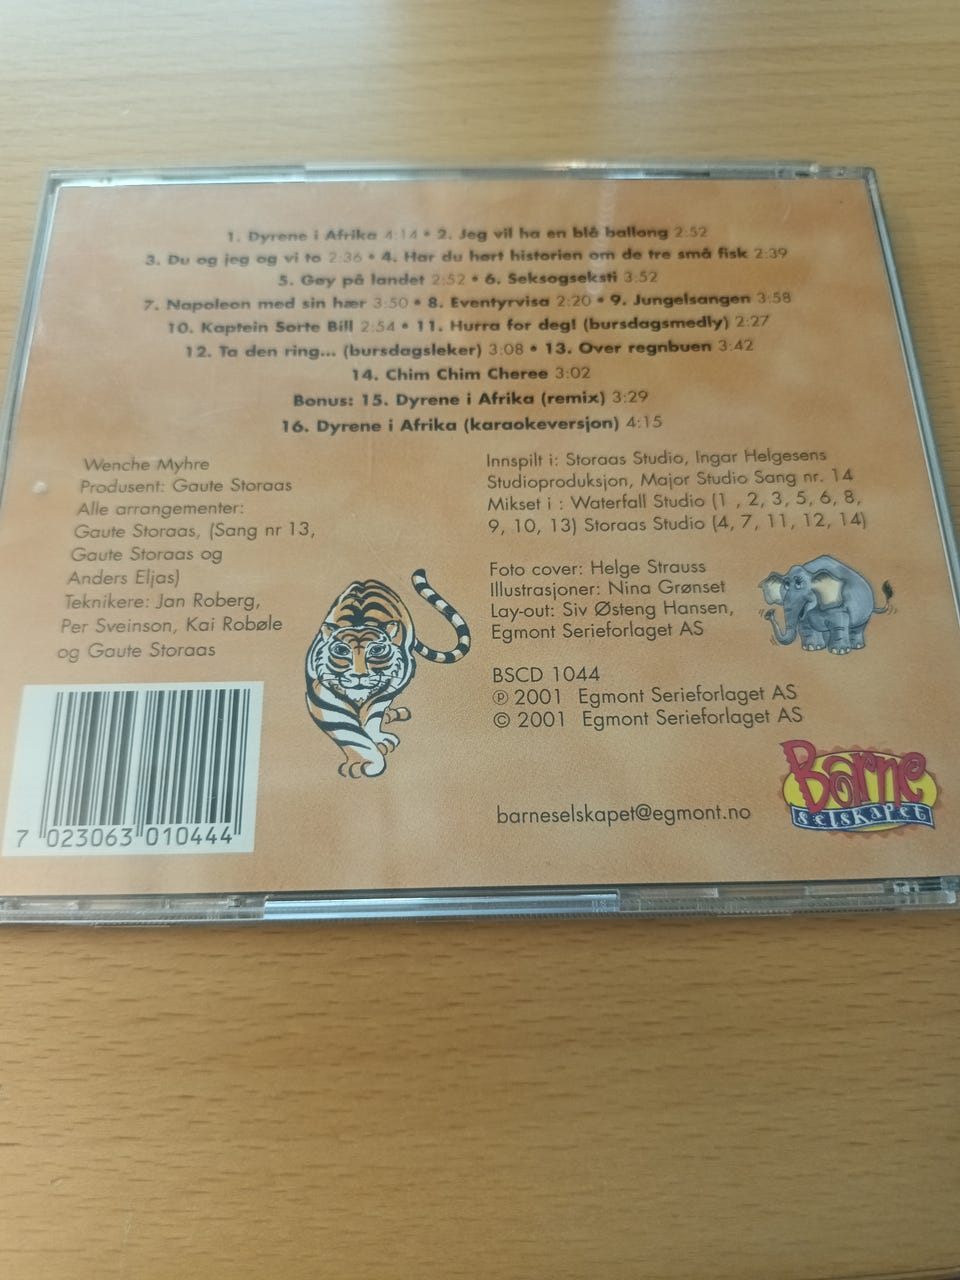 1. Dyrene i Afrika 4:14 • 2. Jeg vil ha en blå ballong 2:52
3. Du og jeg og vi to 2:36 • 4. Har du hørt historien om de tre små fisk 2:39
5. Gøy på landet 2:52 • 6. Seksogseksti 3:52
7. Napoleon med sin hær 3:50 • 8. Eventyrvisa 2:20 • 9. Jungelsangen 3:58
10. Kaptein Sorte Bill 2:54 • 11. Hurra for deg! (bursdagsmedly) 2:27
12. Ta den ring... (bursdagsleker) 3:08 • 13. Over regnbuen 3:42
14. Chim Chim Cheree 3:02
Bonus: 15. Dyrene i Afrika (remix) 3:29
16. Dyrene i Afrika (karaokeversjon) 4:15
Wenche Myhre
Produsent: Gaute Storaas
Alle arrangementer:
Gaute Storaas, (Sang nr 13,
Gaute Storaas og
Anders Eljas)
Teknikere: Jan Roberg,
Per Sveinson, Kai Robøle
og Gaute Storaas
Innspilt i: Storaas Studio, Ingar Helgesens
Studioproduksjon, Major Studio Sang nr. 14
Mikset i : Waterfall Studio (1 , 2, 3, 5, 6, 8,
9, 10, 13) Storaas Studio (4, 7, 11, 12, 14)
Foto cover: Helge Strauss
Illustrasjoner: Nina Grønset
Lay-out: Siv Østeng Hansen,
Egmont Serieforlaget AS
BSCD 1044
℗ 2001 Egmont Serieforlaget AS
© 2001 Egmont Serieforlaget AS
barneselskapet@egmont.no
Barne
selskapet
7 023063 010444